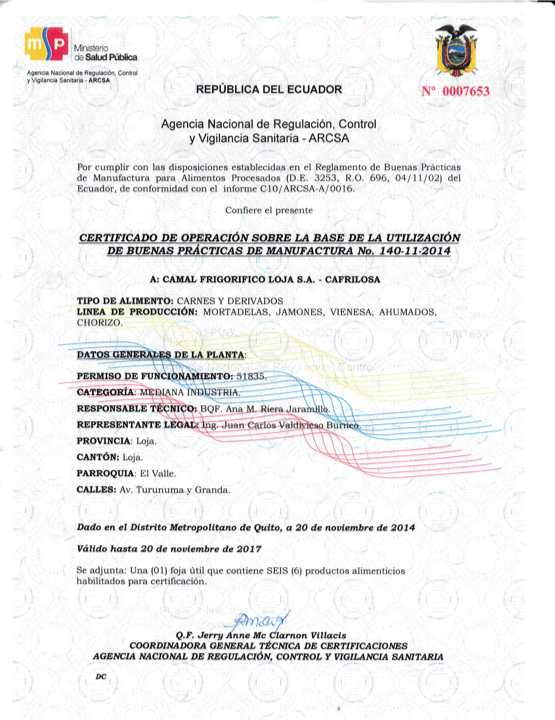 msp
Ministerio
de Salud Pública
Agencia Nacional de Regulación, Control
y Vigilancia Sanitaria - ARCSA
REPÚBLICA DEL ECUADOR
Nº 0007653
Agencia Nacional de Regulación, Control
y Vigilancia Sanitaria - ARCSA
Por cumplir con las disposiciones establecidas en el Reglamento de Buenas Prácticas
de Manufactura para Alimentos Procesados (D.E. 3253, R.O. 696, 04/11/02) del
Ecuador, de conformidad con el informe C10/ARCSA-A/0016.
Confiere el presente
CERTIFICADO DE OPERACIÓN SOBRE LA BASE DE LA UTILIZACIÓN
DE BUENAS PRÁCTICAS DE MANUFACTURA No. 140-11-2014
A: CAMAL FRIGORIFICO LOJA S.A. - CAFRILOSA
TIPO DE ALIMENTO: CARNES Y DERIVADOS
LINEA DE PRODUCCIÓN: MORTADELAS, JAMONES, VIENESA, AHUMADOS,
CHORIZO.
DATOS GENERALES DE LA PLANTA:
PERMISO DE FUNCIONAMIENTO: 51835.
CATEGORÍA: MEDIANA INDUSTRIA.
RESPONSABLE TÉCNICO: BQF. Ana M. Riera Jaramillo.
REPRESENTANTE LEGAL: Ing. Juan Carlos Valdivieso Burneo.
PROVINCIA: Loja.
CANTÓN: Loja.
PARROQUIA: El Valle.
CALLES: Av. Turunuma y Granda.
Dado en el Distrito Metropolitano de Quito, a 20 de noviembre de 2014
Válido hasta 20 de noviembre de 2017
Se adjunta: Una (01) foja útil que contiene SEIS (6) productos alimenticios
habilitados para certificación.
Q.F. Jerry Anne Mc Clarnon Villacis
COORDINADORA GENERAL TÉCNICA DE CERTIFICACIONES
AGENCIA NACIONAL DE REGULACIÓN, CONTROL Y VIGILANCIA SANITARIA
DC